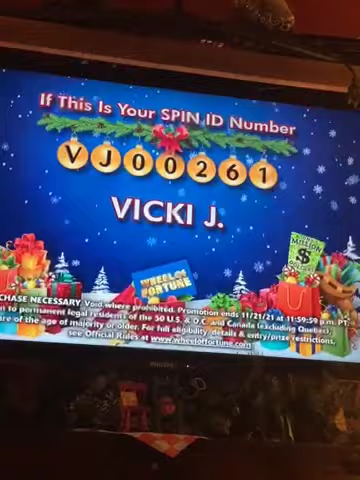 If This Is Your SPIN ID Number
VJ00261
VICKI J.
Million
$
WHEEL OF
FORTUNE
CHASE NECESSARY. Void where prohibited. Promotion ends 11/21/21 at 11:59:59 p.m. PT.
n to permanent legal residents of the 50 U.S. & D.C. and Canada (excluding Quebec),
are of the age of majority or older. For full eligibility, details & entry/prize restrictions,
see Official Rules at www.wheeloffortune.com
PHILIPS